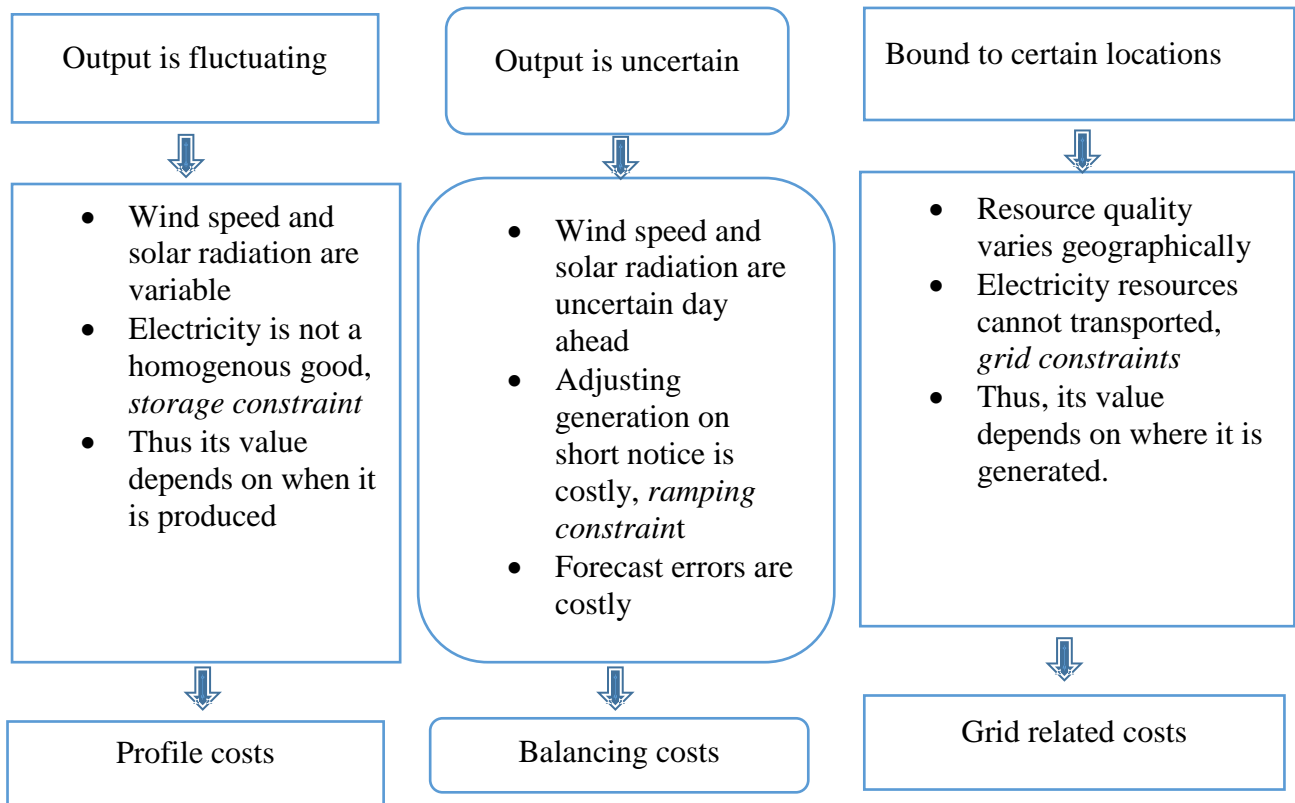 Output is fluctuating
Output is uncertain
Bound to certain locations
• Wind speed and
solar radiation are
variable
• Electricity is not a
homogenous good,
storage constraint
• Thus its value
depends on when it
is produced
• Wind speed and
solar radiation are
uncertain day
ahead
• Adjusting
generation on
short notice is
costly, ramping
constraint
• Forecast errors are
costly
• Resource quality
varies geographically
• Electricity resources
cannot transported,
grid constraints
• Thus, its value
depends on where it is
generated.
Profile costs
Balancing costs
Grid related costs